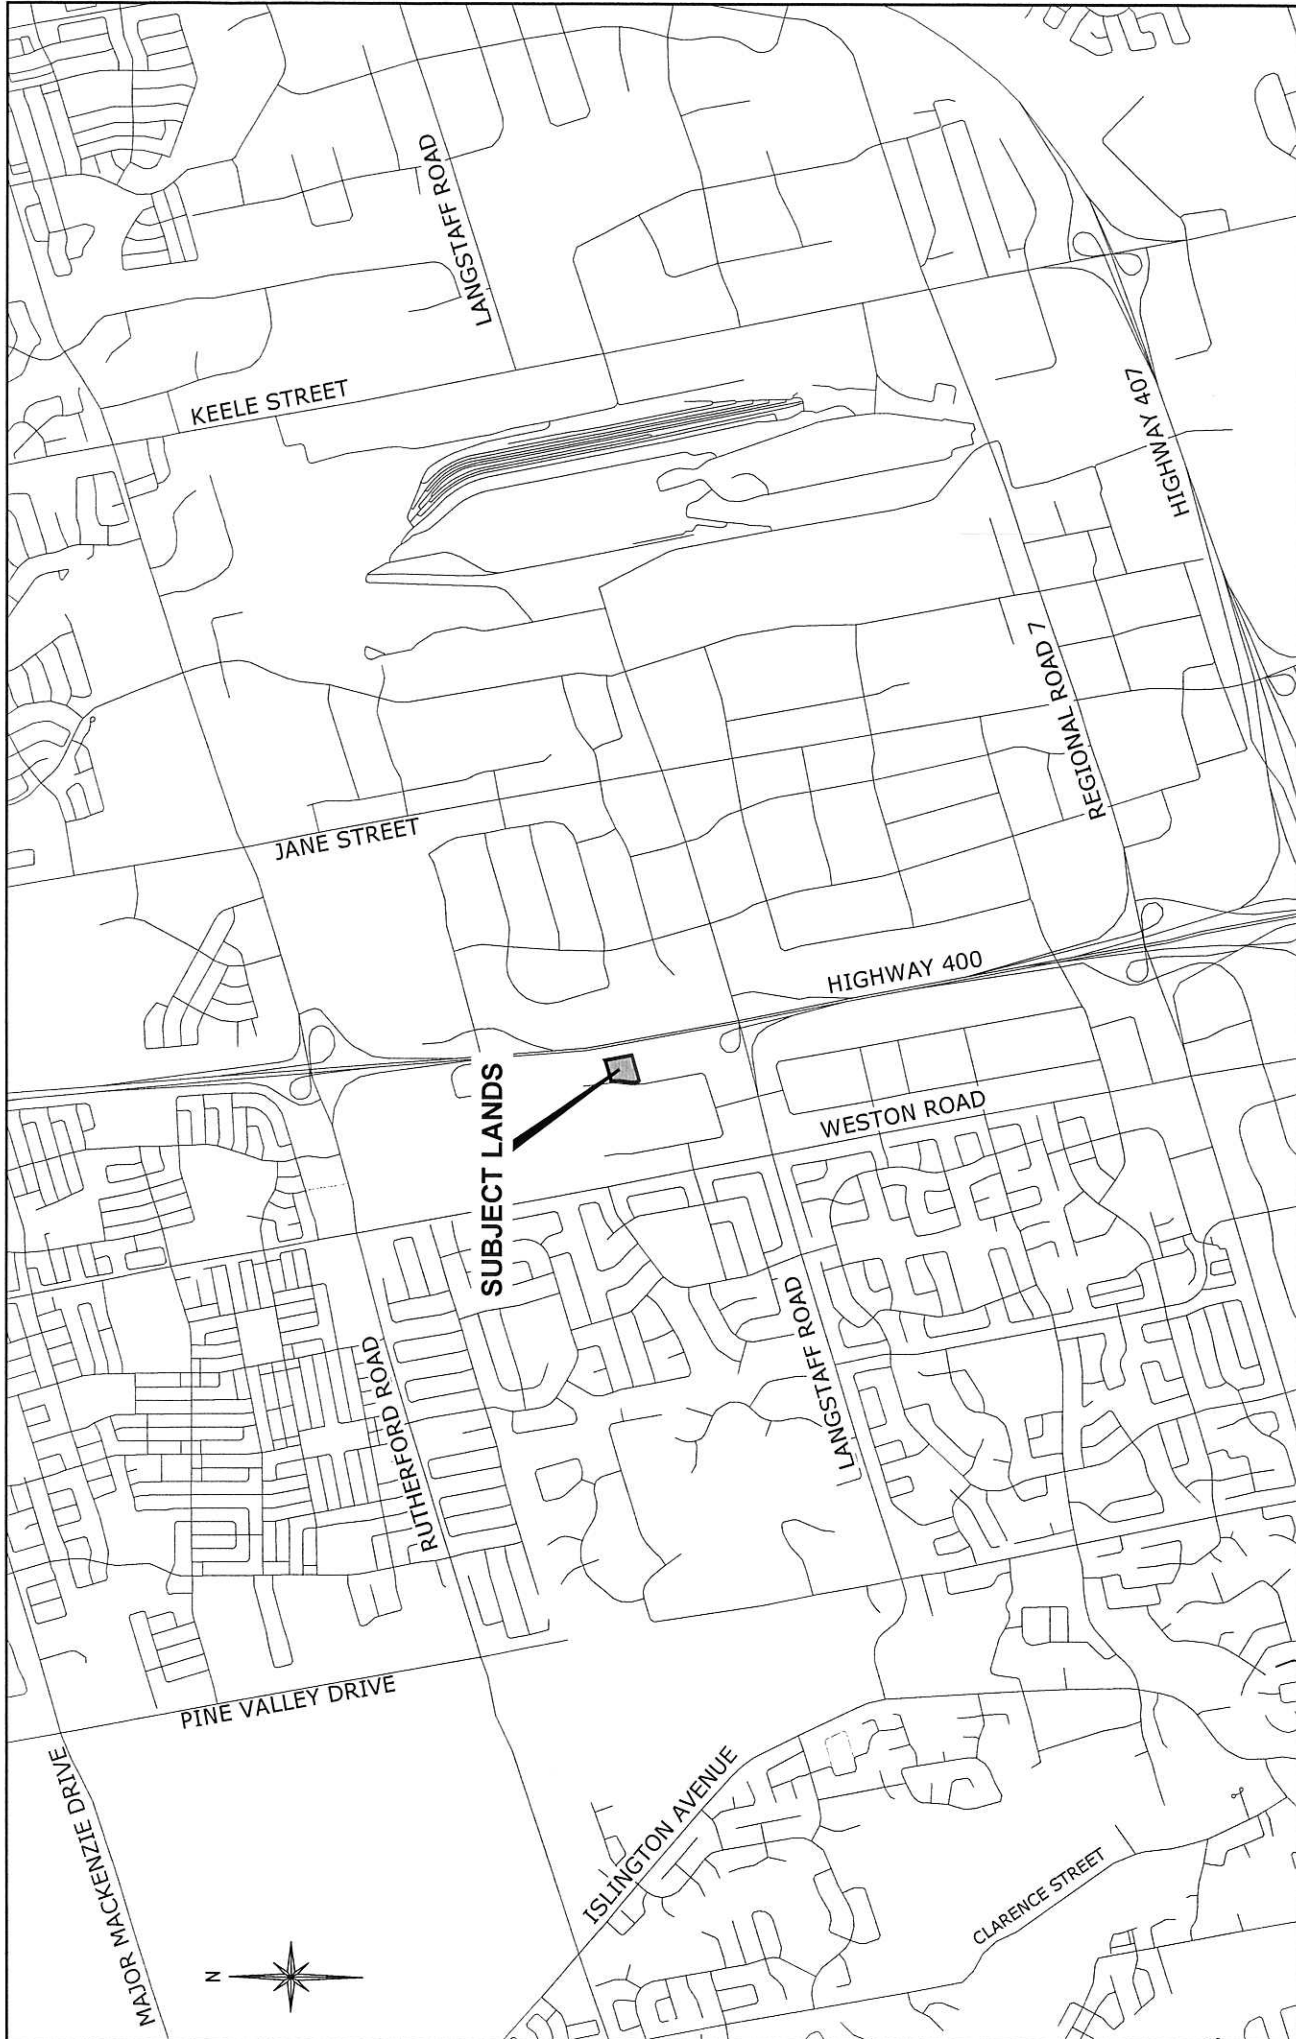 LANGSTAFF ROAD
KEELE STREET
HIGHWAY 407
REGIONAL ROAD 7
JANE STREET
HIGHWAY 400
SUBJECT LANDS
WESTON ROAD
LANGSTAFF ROAD
RUTHERFORD ROAD
PINE VALLEY DRIVE
MAJOR MACKENZIE DRIVE
ISLINGTON AVENUE
CLARENCE STREET
N